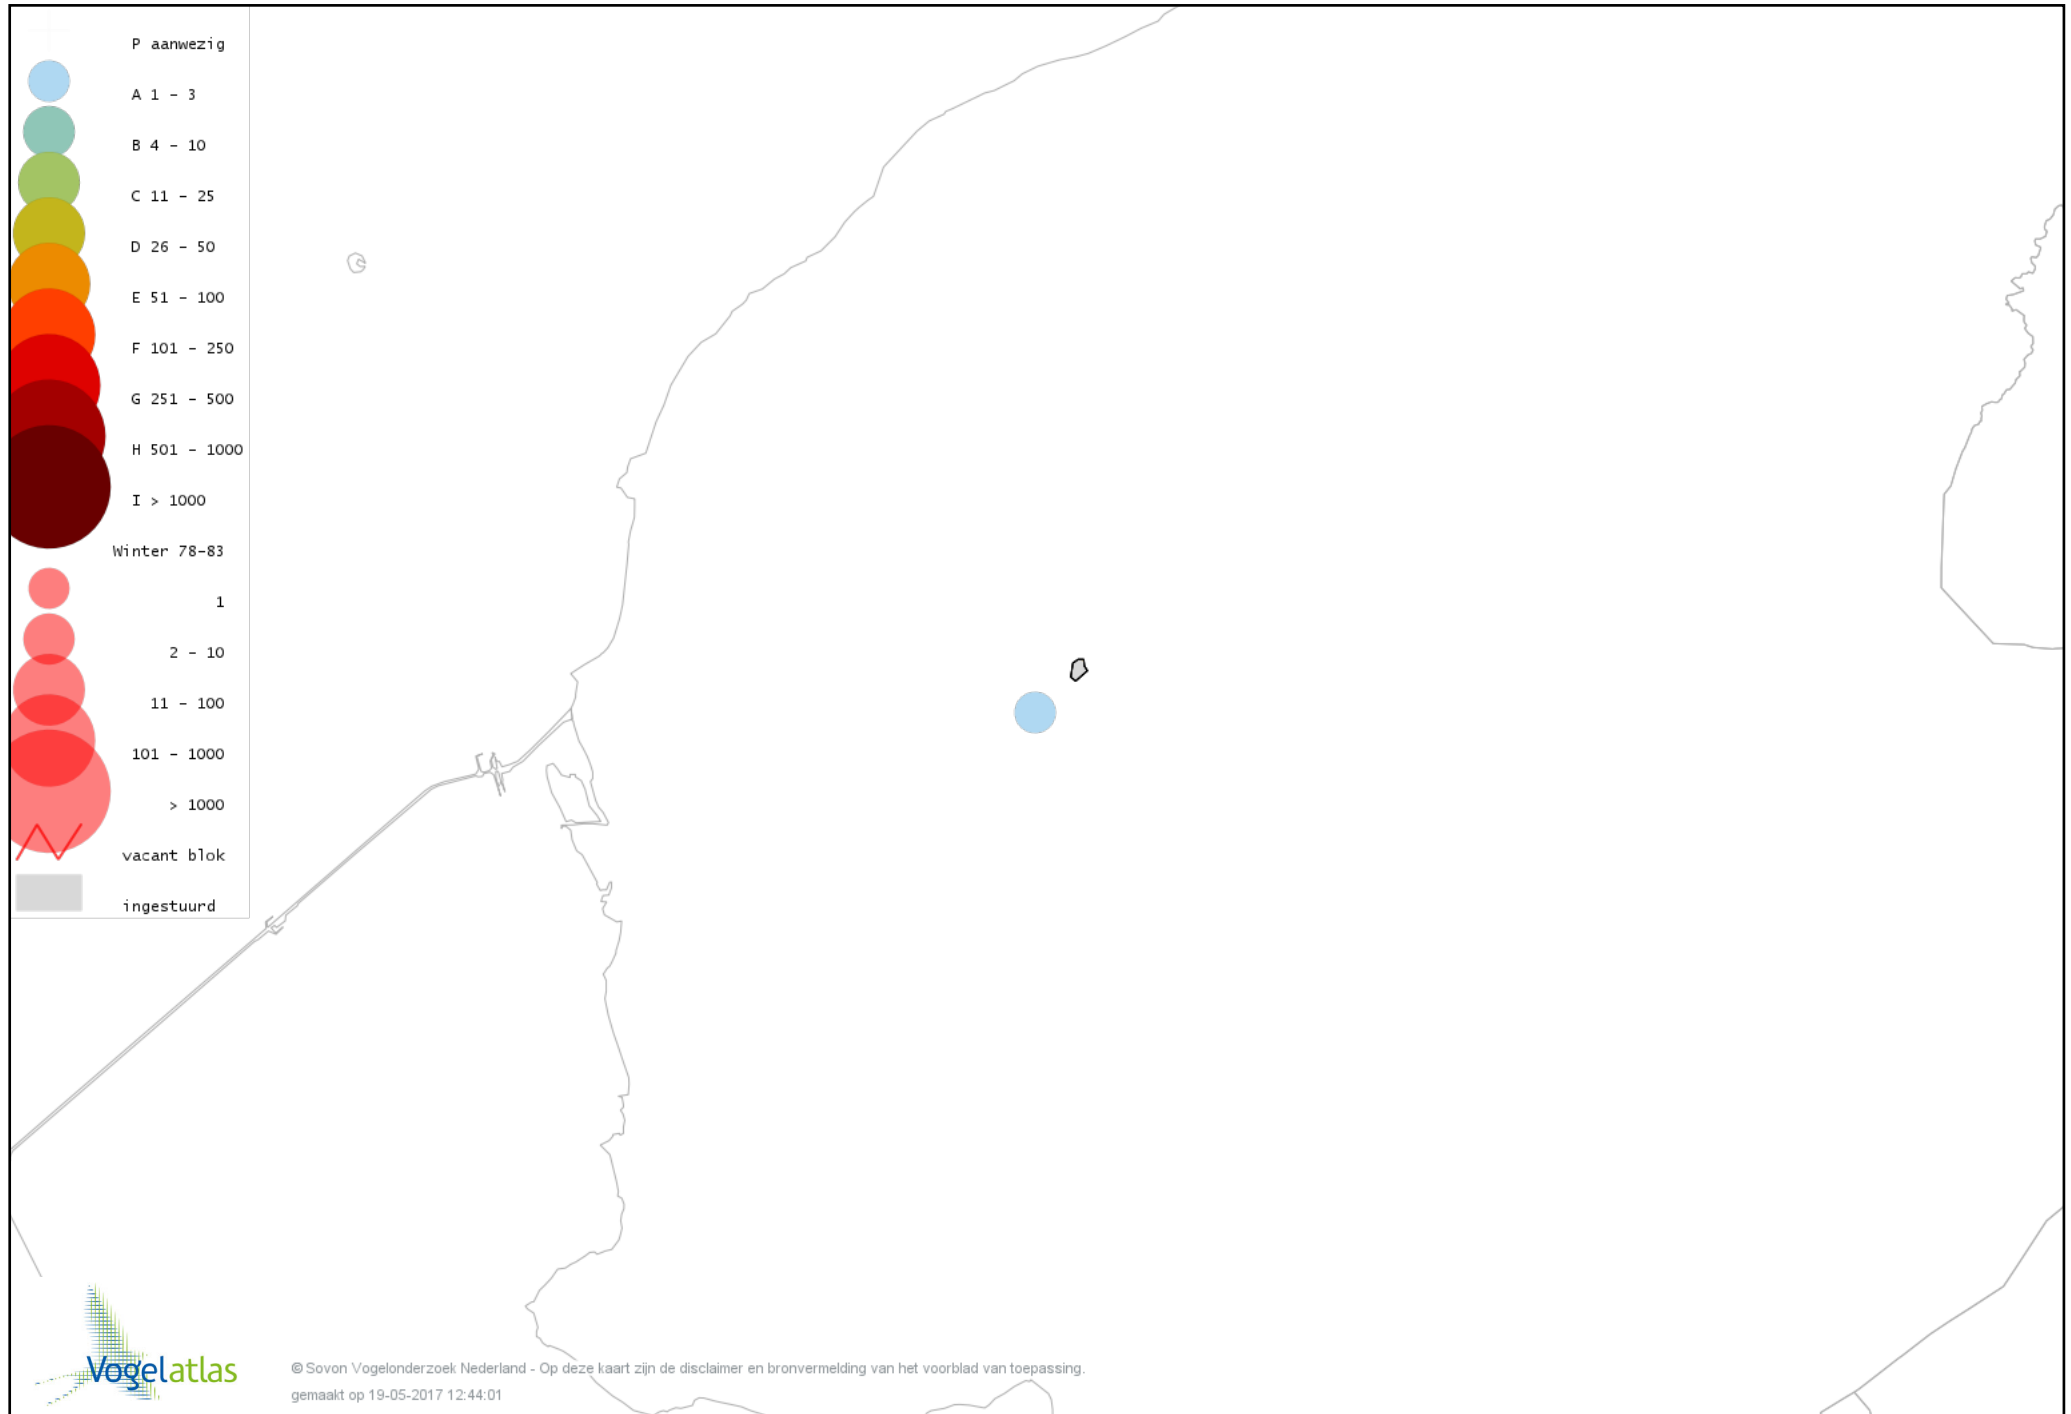 P aanwezig
A 1 - 3
B 4 - 10
C 11 - 25
D 26 - 50
E 51 - 100
F 101 - 250
G 251 - 500
H 501 - 1000
I > 1000
Winter 78-83
1
2 - 10
11 - 100
101 - 1000
> 1000
vacant blok
ingestuurd
Vogelatlas
© Sovon Vogelonderzoek Nederland - Op deze kaart zijn de disclaimer en bronvermelding van het voorblad van toepassing.
gemaakt op 19-05-2017 12:44:01